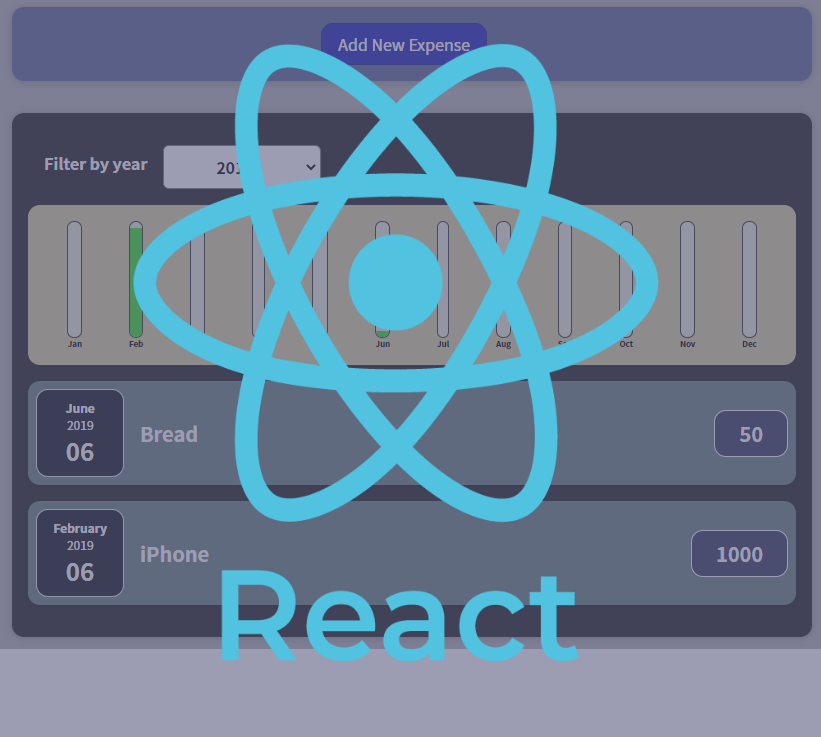 Add New Expense
Filter by year
Jan Feb Jun Jul Aug Oct Nov Dec
June
2019
06
Bread
50
February
2019
06
iPhone
1000
React